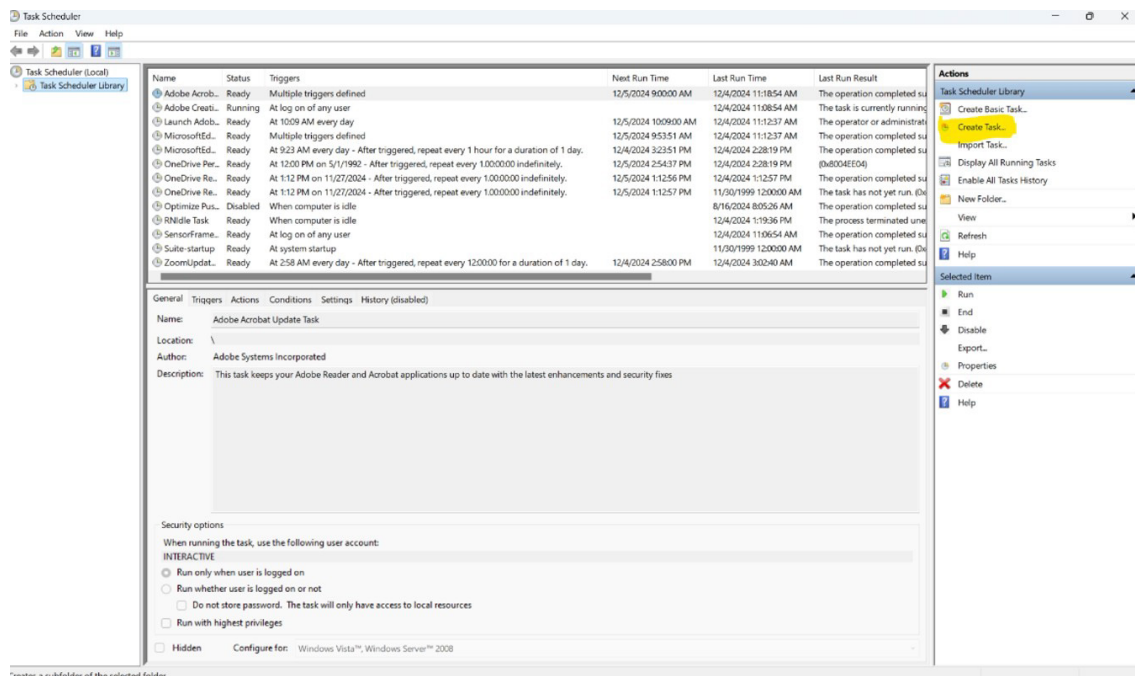 Task Scheduler
File Action View Help
Task Scheduler (Local)
Task Scheduler Library
Name Status Triggers Next Run Time Last Run Time Last Run Result
Adobe Acrob... Ready Multiple triggers defined 12/5/2024 9:00:00 AM 12/4/2024 11:18:54 AM The operation completed su
Adobe Creati... Running At log on of any user 12/4/2024 11:08:54 AM The task is currently running
Launch Adob... Ready At 10:09 AM every day 12/5/2024 10:09:00 AM 12/4/2024 11:12:37 AM The operator or administrat
MicrosoftEd... Ready Multiple triggers defined 12/5/2024 9:53:51 AM 12/4/2024 11:12:37 AM The operation completed su
MicrosoftEd... Ready At 9:23 AM every day - After triggered, repeat every 1 hour for a duration of 1 day. 12/4/2024 3:23:51 PM 12/4/2024 2:28:19 PM The operation completed su
OneDrive Per... Ready At 12:00 PM on 5/1/1992 - After triggered, repeat every 1.00:00:00 indefinitely. 12/5/2024 2:54:37 PM 12/4/2024 2:28:19 PM (0x8004EE04)
OneDrive Re... Ready At 1:12 PM on 11/27/2024 - After triggered, repeat every 1.00:00:00 indefinitely. 12/5/2024 1:12:56 PM 12/4/2024 1:12:57 PM The operation completed su
OneDrive Re... Ready At 1:12 PM on 11/27/2024 - After triggered, repeat every 1.00:00:00 indefinitely. 12/5/2024 1:12:57 PM 11/30/1999 12:00:00 AM The task has not yet run. (0x
Optimize Pus... Disabled When computer is idle 8/16/2024 8:05:26 AM The operation completed su
RNIdle Task Ready When computer is idle 12/4/2024 1:19:36 PM The process terminated une
SensorFrame... Ready At log on of any user 12/4/2024 11:06:54 AM The operation completed su
Suite-startup Ready At system startup 11/30/1999 12:00:00 AM The task has not yet run. (0x
ZoomUpdat... Ready At 2:58 AM every day - After triggered, repeat every 12:00:00 for a duration of 1 day. 12/4/2024 2:58:00 PM 12/4/2024 3:02:40 AM The operation completed su
General Triggers Actions Conditions Settings History (disabled)
Name: Adobe Acrobat Update Task
Location: \
Author: Adobe Systems Incorporated
Description: This task keeps your Adobe Reader and Acrobat applications up to date with the latest enhancements and security fixes
Security options
When running the task, use the following user account:
INTERACTIVE
Run only when user is logged on
Run whether user is logged on or not
Do not store password. The task will only have access to local resources
Run with highest privileges
Hidden Configure for: Windows Vista™, Windows Server™ 2008
Actions
Task Scheduler Library
Create Basic Task...
Create Task...
Import Task...
Display All Running Tasks
Enable All Tasks History
New Folder...
View
Refresh
Help
Selected Item
Run
End
Disable
Export...
Properties
Delete
Help
Creates a subfolder of the selected folder